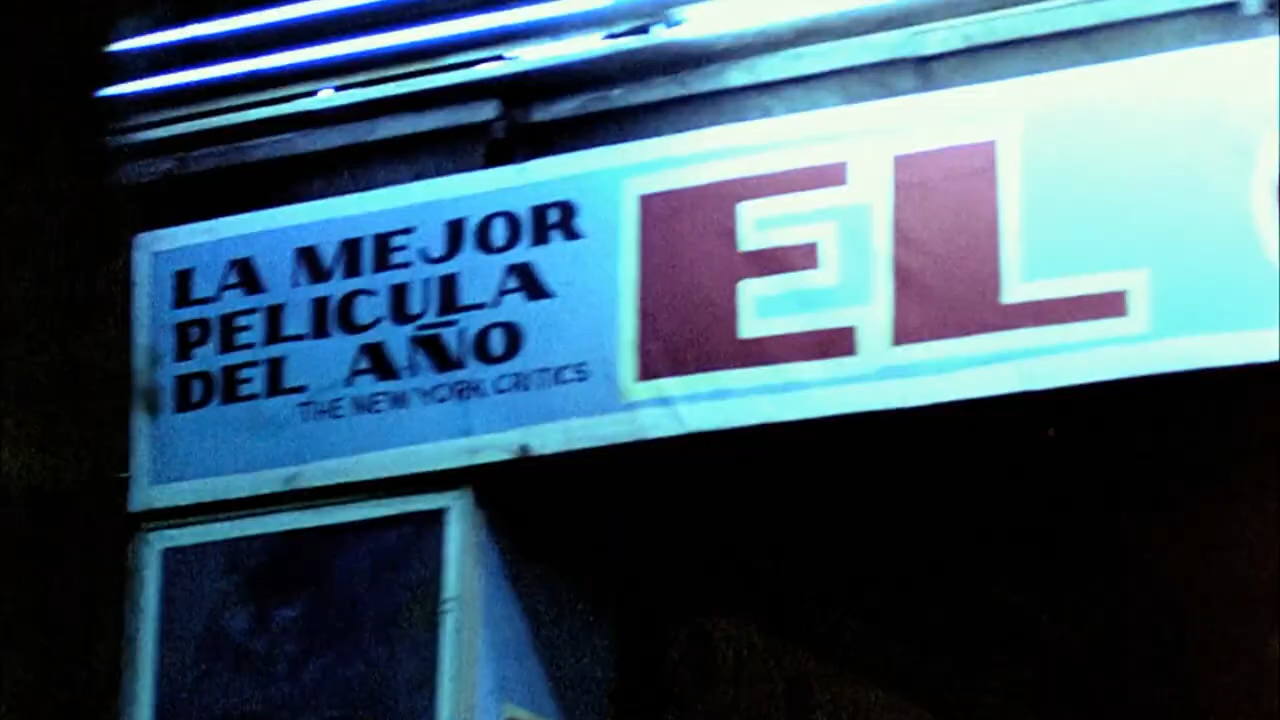 LA MEJOR
PELICULA
DEL AÑO
THE NEW YORK CRITICS
EL